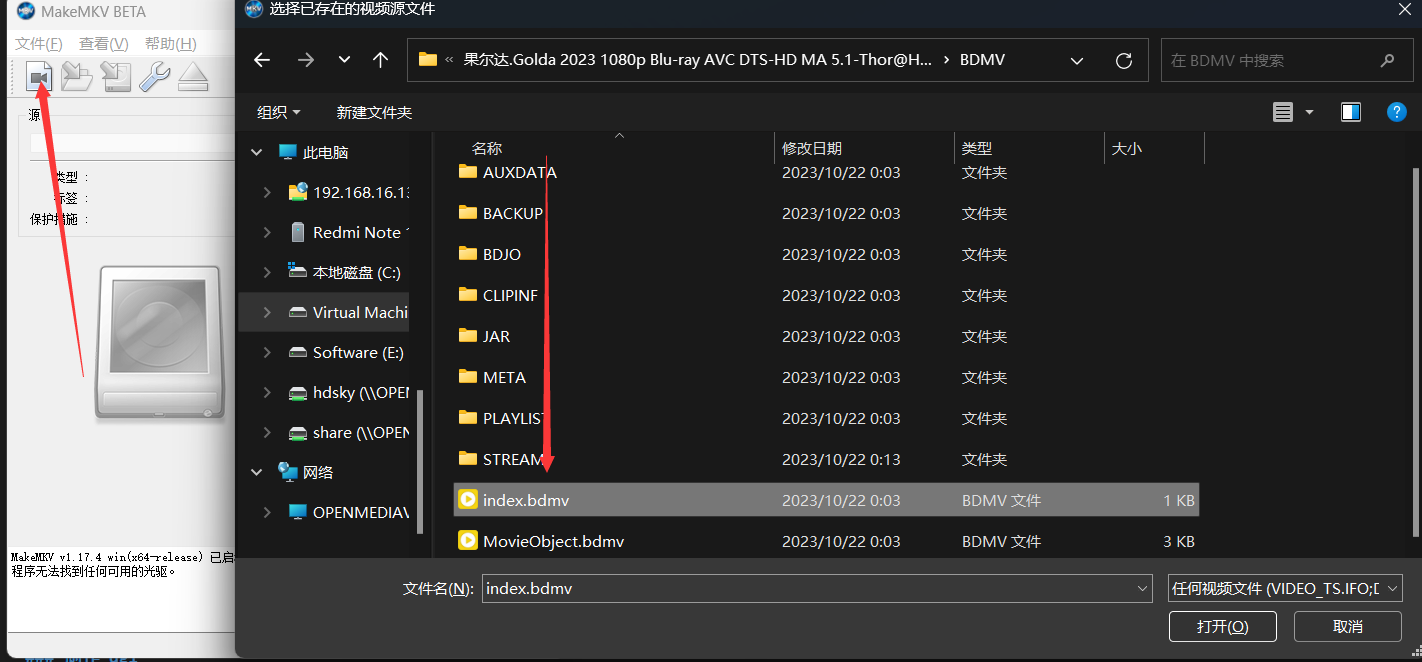 MakeMKV BETA
文件(F) 查看(V) 帮助(H)
源
类型 :
标签 :
保护措施 :
MakeMKV v1.17.4 win(x64-release) 已启
程序无法找到任何可用的光驱。
选择已存在的视频源文件
« 果尔达.Golda 2023 1080p Blu-ray AVC DTS-HD MA 5.1-Thor@H... › BDMV
在 BDMV 中搜索
组织 新建文件夹
此电脑
192.168.16.13
Redmi Note
本地磁盘 (C:)
Virtual Machi
Software (E:)
hdsky (\\OPEN
share (\\OPEN
网络
OPENMEDIAV
名称 修改日期 类型 大小
AUXDATA 2023/10/22 0:03 文件夹
BACKUP 2023/10/22 0:03 文件夹
BDJO 2023/10/22 0:03 文件夹
CLIPINF 2023/10/22 0:03 文件夹
JAR 2023/10/22 0:03 文件夹
META 2023/10/22 0:03 文件夹
PLAYLIST 2023/10/22 0:03 文件夹
STREAM 2023/10/22 0:13 文件夹
index.bdmv 2023/10/22 0:03 BDMV 文件 1 KB
MovieObject.bdmv 2023/10/22 0:03 BDMV 文件 3 KB
文件名(N): index.bdmv 任何视频文件 (VIDEO_TS.IFO;D
打开(O) 取消